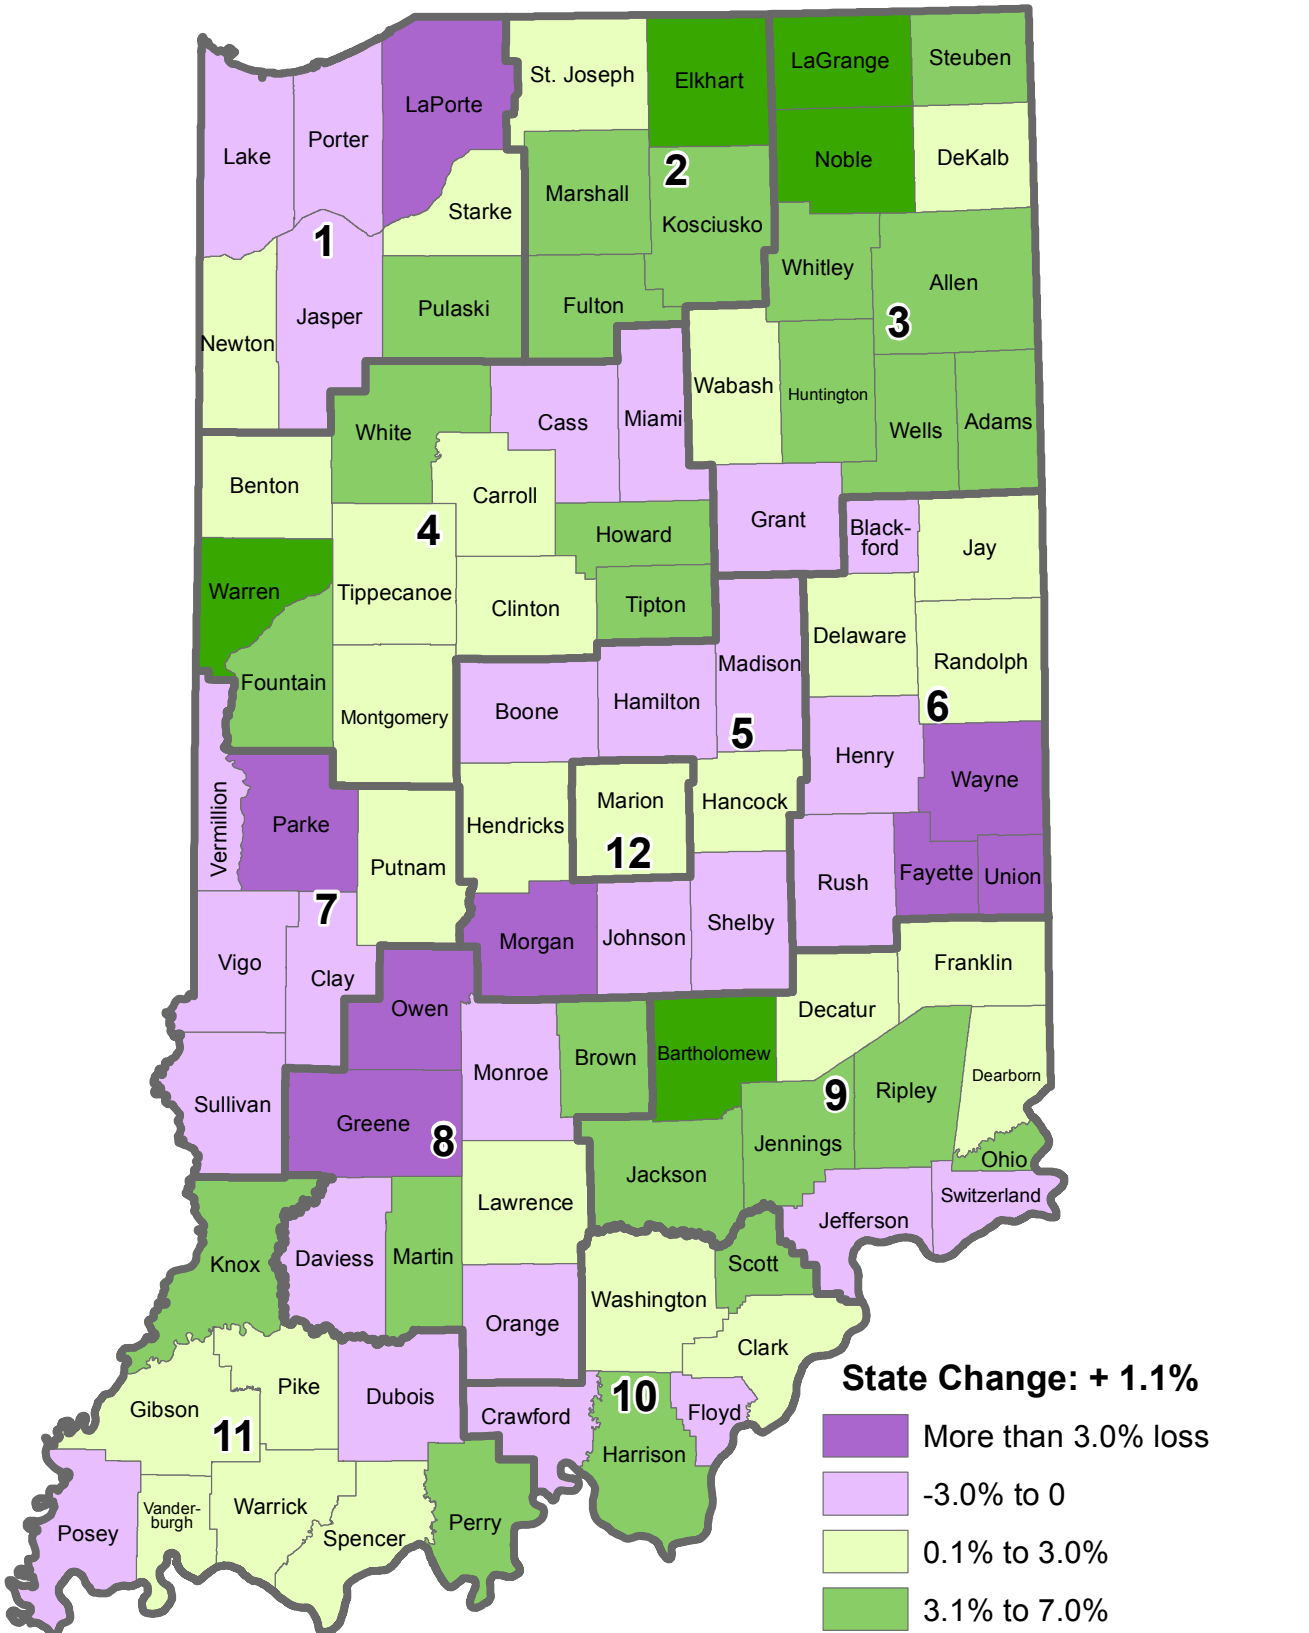 St. Joseph
Elkhart
LaGrange
Steuben
LaPorte
Porter
Lake
Noble
DeKalb
2
Marshall
Starke
Kosciusko
1
Whitley
Allen
Pulaski
Fulton
Jasper
3
Newton
Wabash
Huntington
White
Cass
Miami
Wells
Adams
Benton
Carroll
4
Howard
Grant
Black-
ford
Jay
Warren
Tippecanoe
Clinton
Tipton
Delaware
Madison
Randolph
Fountain
Boone
Hamilton
6
Montgomery
5
Henry
Wayne
Vermillion
Parke
Hendricks
Marion
Hancock
12
Putnam
Rush
Fayette
Union
7
Vigo
Clay
Morgan
Johnson
Shelby
Franklin
Owen
Decatur
Monroe
Brown
Bartholomew
Dearborn
Sullivan
Greene
8
9
Ripley
Jennings
Ohio
Jackson
Lawrence
Switzerland
Jefferson
Knox
Daviess
Martin
Scott
Washington
Orange
Clark
Pike
Dubois
10
Gibson
11
Crawford
Floyd
Harrison
Posey
Vander-
burgh
Warrick
Spencer
Perry
State Change: + 1.1%
More than 3.0% loss
-3.0% to 0
0.1% to 3.0%
3.1% to 7.0%